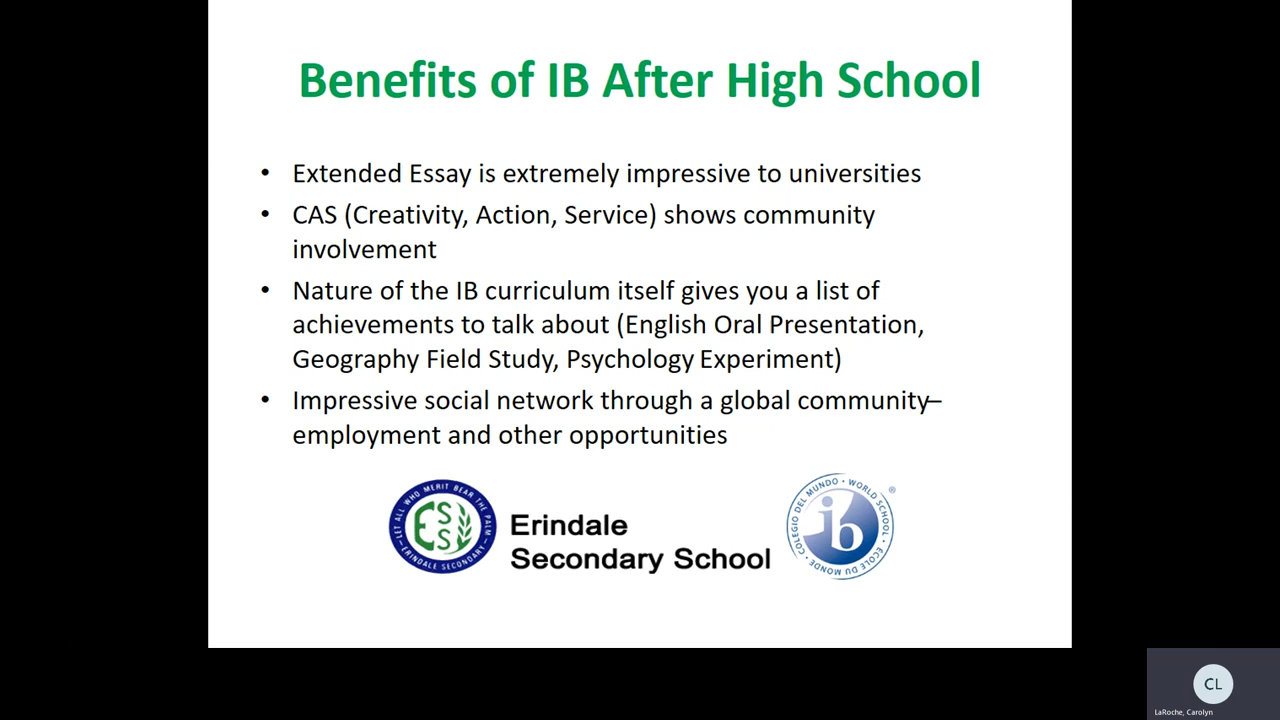 Benefits of IB After High School
• Extended Essay is extremely impressive to universities
• CAS (Creativity, Action, Service) shows community
involvement
• Nature of the IB curriculum itself gives you a list of
achievements to talk about (English Oral Presentation,
Geography Field Study, Psychology Experiment)
• Impressive social network through a global community–
employment and other opportunities
LET ALL WHO MERIT BEAR THE PALM
ESSS
ERINDALE SECONDARY
Erindale
Secondary School
COLEGIO DEL MUNDO • WORLD SCHOOL • ECOLE DU MONDE •
ib
®
CL
LaRoche, Carolyn